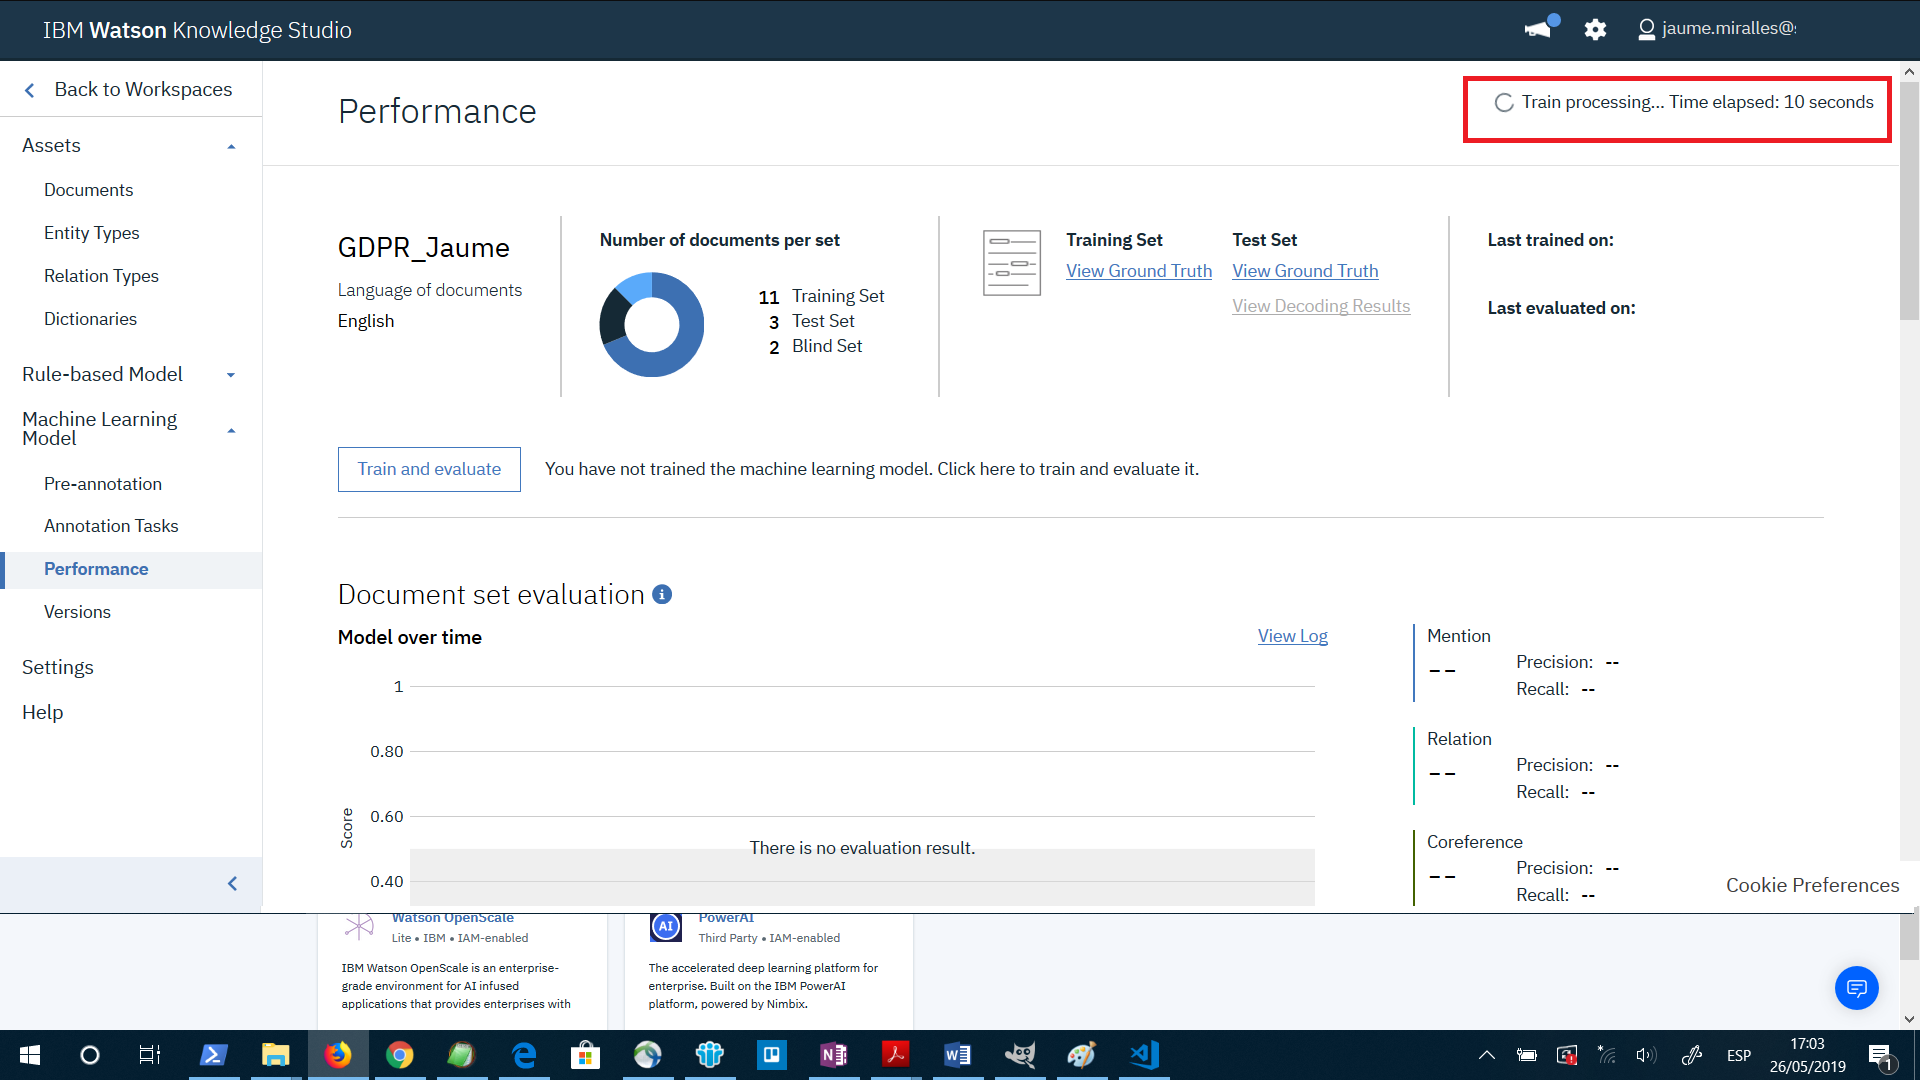 IBM Watson Knowledge Studio
jaume.miralles@
Back to Workspaces
Performance
Train processing... Time elapsed: 10 seconds
Assets
Documents
Entity Types
Relation Types
Dictionaries
Rule-based Model
Machine Learning
Model
Pre-annotation
Annotation Tasks
Performance
Versions
Settings
Help
GDPR_Jaume
Language of documents
English
Number of documents per set
11 Training Set
3 Test Set
2 Blind Set
Training Set
View Ground Truth
Test Set
View Ground Truth
View Decoding Results
Last trained on:
Last evaluated on:
Train and evaluate
You have not trained the machine learning model. Click here to train and evaluate it.
Document set evaluation
Model over time
View Log
1
0.80
0.60
0.40
Score
There is no evaluation result.
Mention
--
Precision: --
Recall: --
Relation
--
Precision: --
Recall: --
Coreference
--
Precision: --
Recall: --
Cookie Preferences
Watson OpenScale
Lite • IBM • IAM-enabled
IBM Watson OpenScale is an enterprise-
grade environment for AI infused
applications that provides enterprises with
AI
PowerAI
Third Party • IAM-enabled
The accelerated deep learning platform for
enterprise. Built on the IBM PowerAI
platform, powered by Nimbix.
ESP
17:03
26/05/2019
1